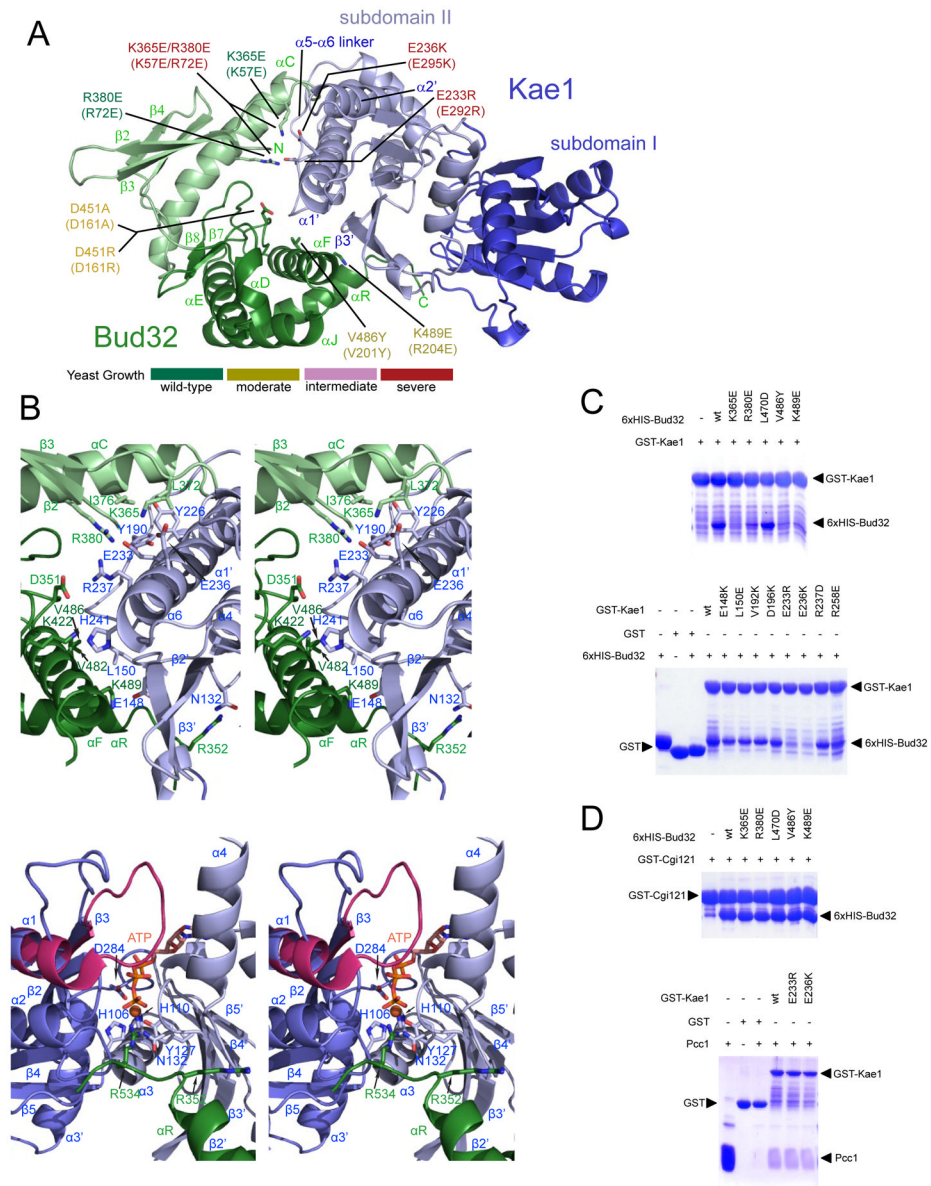 A
subdomain II
α5-α6 linker
K365E/R380E
(K57E/R72E)
K365E
(K57E)
αC
E236K
(E295K)
α2'
E233R
(E292R)
Kae1
R380E
(R72E)
β4
β2
N
subdomain I
β3
D451A
(D161A)
α1'
D451R
(D161R)
β8
β7
αF
β3'
αD
αE
αR
C
Bud32
αJ
V486Y
(V201Y)
K489E
(R204E)
Yeast Growth
wild-type
moderate
intermediate
severe
B
β3
αC
L372
I376
K365
β2
Y226
Y190
R380
E233
α1'
D351
R237
E236
V486
K422
H241
α6
α4
V482
β2'
L150
K489
N132
E148
β3'
αF
αR
R352
β3
αC
L372
I376
K365
β2
Y226
Y190
R380
E233
α1'
D351
R237
E236
V486
K422
H241
α6
α4
V482
β2'
L150
K489
N132
E148
β3'
αF
αR
R352
α4
α1
β3
ATP
D284
β2
α2
H106
H110
β5'
Y127
β4'
β4
N132
R534
α3
R352
β5
β3'
α3'
αR
β2'
α4
α1
β3
ATP
D284
β2
α2
H106
H110
β5'
Y127
β4'
β4
N132
R534
α3
R352
β5
β3'
α3'
αR
β2'
C
6xHIS-Bud32
- wt K365E R380E L470D V486Y K489E
GST-Kae1
+ + + + + + +
GST-Kae1
6xHIS-Bud32
GST-Kae1
wt E148K L150E V192K D196K E233R E236K R237D R258E
GST
+ +
6xHIS-Bud32
+ - + + + + + + + + + +
GST-Kae1
GST
6xHIS-Bud32
D
6xHIS-Bud32
- wt K365E R380E L470D V486Y K489E
GST-Cgi121
+ + + + + + +
GST-Cgi121
6xHIS-Bud32
GST-Kae1
wt E233R E236K
GST
+ +
Pcc1
+ - + + + +
GST-Kae1
GST
Pcc1